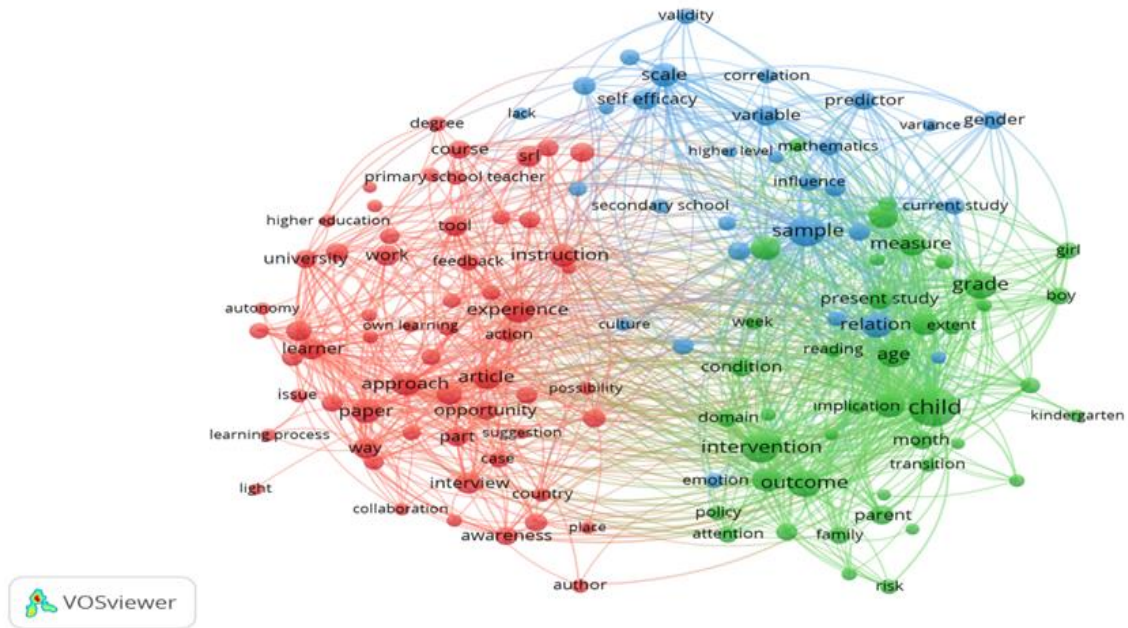 validity
scale
correlation
self efficacy
predictor
lack
variable
gender
variance
degree
course
srl
higher level
mathematics
primary school teacher
influence
higher education
secondary school
current study
tool
sample
measure
university
work
feedback
instruction
girl
grade
autonomy
experience
present study
boy
own learning
action
culture
week
relation
extent
learner
reading
age
condition
approach
article
possibility
issue
paper
opportunity
domain
implication
child
kindergarten
learning process
way
part
suggestion
intervention
month
case
transition
light
interview
country
emotion
outcome
collaboration
policy
parent
awareness
place
attention
family
author
risk
VOSviewer